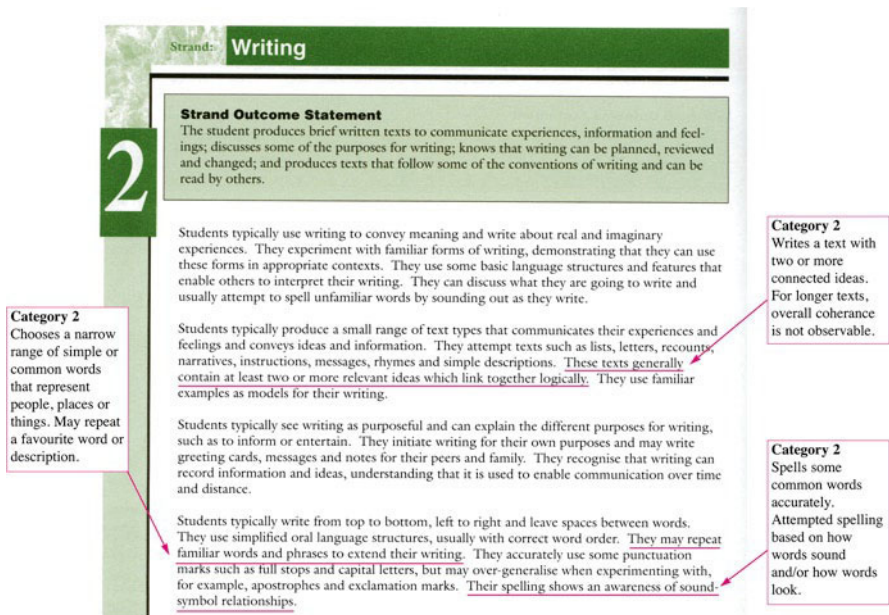 Strand: Writing
Strand Outcome Statement
The student produces brief written texts to communicate experiences, information and feel-
ings; discusses some of the purposes for writing; knows that writing can be planned, reviewed
and changed; and produces texts that follow some of the conventions of writing and can be
read by others.
2
Students typically use writing to convey meaning and write about real and imaginary
experiences. They experiment with familiar forms of writing, demonstrating that they can use
these forms in appropriate contexts. They use some basic language structures and features that
enable others to interpret their writing. They can discuss what they are going to write and
usually attempt to spell unfamiliar words by sounding out as they write.
Category 2
Writes a text with
two or more
connected ideas.
For longer texts,
overall coherance
is not observable.
Category 2
Chooses a narrow
range of simple or
common words
that represent
people, places or
things. May repeat
a favourite word or
description.
Students typically produce a small range of text types that communicates their experiences and
feelings and conveys ideas and information. They attempt texts such as lists, letters, recounts,
narratives, instructions, messages, rhymes and simple descriptions. These texts generally
contain at least two or more relevant ideas which link together logically. They use familiar
examples as models for their writing.
Students typically see writing as purposeful and can explain the different purposes for writing,
such as to inform or entertain. They initiate writing for their own purposes and may write
greeting cards, messages and notes for their peers and family. They recognise that writing can
record information and ideas, understanding that it is used to enable communication over time
and distance.
Category 2
Spells some
common words
accurately.
Attempted spelling
based on how
words sound
and/or how words
look.
Students typically write from top to bottom, left to right and leave spaces between words.
They use simplified oral language structures, usually with correct word order. They may repeat
familiar words and phrases to extend their writing. They accurately use some punctuation
marks such as full stops and capital letters, but may over-generalise when experimenting with,
for example, apostrophes and exclamation marks. Their spelling shows an awareness of sound-
symbol relationships.